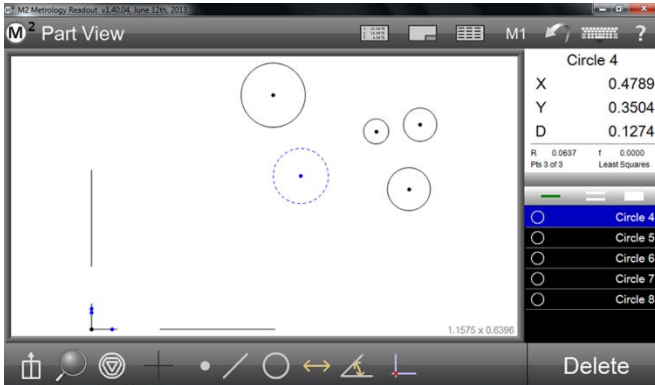 M2 Metrology Readout v1.40.04, June 12th, 2013
M² Part View
M1
?
Circle 4
X 0.4789
Y 0.3504
D 0.1274
R 0.0637 f 0.0000
Pts 3 of 3 Least Squares
Circle 4
Circle 5
Circle 6
Circle 7
Circle 8
1.1575 x 0.6396
Delete